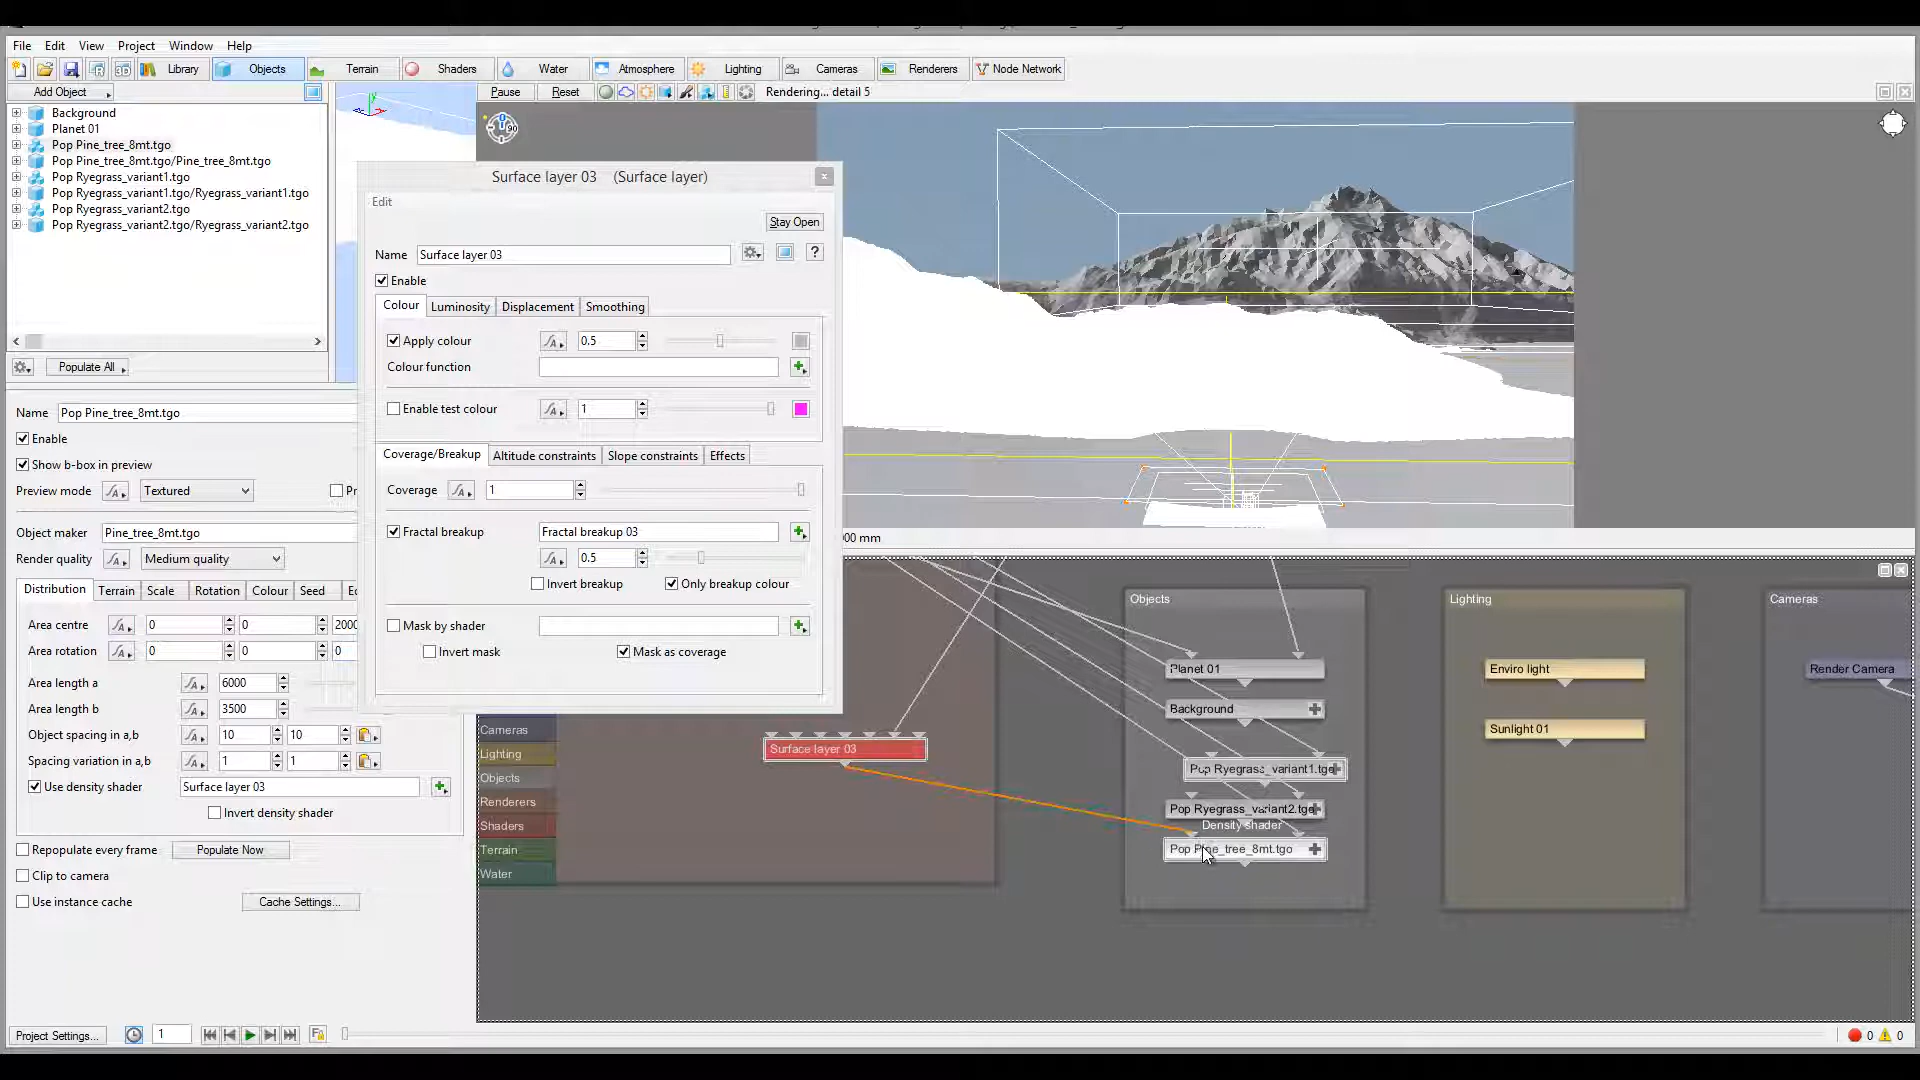 File Edit View Project Window Help
Library Objects Terrain Shaders Water Atmosphere Lighting Cameras Renderers Node Network
Add Object
Pause Reset Rendering... detail 5
Background
Planet 01
Pop Pine_tree_8mt.tgo
Pop Pine_tree_8mt.tgo/Pine_tree_8mt.tgo
Pop Ryegrass_variant1.tgo
Pop Ryegrass_variant1.tgo/Ryegrass_variant1.tgo
Pop Ryegrass_variant2.tgo
Pop Ryegrass_variant2.tgo/Ryegrass_variant2.tgo
Populate All
Name Pop Pine_tree_8mt.tgo
Enable
Show b-box in preview
Preview mode Textured
Object maker Pine_tree_8mt.tgo
Render quality Medium quality
Distribution Terrain Scale Rotation Colour Seed
Area centre 0 0 2000
Area rotation 0 0 0
Area length a 6000
Area length b 3500
Object spacing in a,b 10 10
Spacing variation in a,b 1 1
Use density shader Surface layer 03
Invert density shader
Repopulate every frame Populate Now
Clip to camera
Use instance cache Cache Settings...
Project Settings... 1
Surface layer 03 (Surface layer)
Edit
Stay Open
Name Surface layer 03 ?
Enable
Colour Luminosity Displacement Smoothing
Apply colour 0.5
Colour function
Enable test colour 1
Coverage/Breakup Altitude constraints Slope constraints Effects
Coverage 1
Fractal breakup Fractal breakup 03
0.5
Invert breakup Only breakup colour
Mask by shader
Invert mask Mask as coverage
00 mm
Cameras
Lighting
Objects
Renderers
Shaders
Terrain
Water
Surface layer 03
Objects
Planet 01
Background
Pop Ryegrass_variant1.tgo
Pop Ryegrass_variant2.tgo
Density shader
Pop Pine_tree_8mt.tgo
Lighting
Enviro light
Sunlight 01
Cameras
Render Camera
0 0